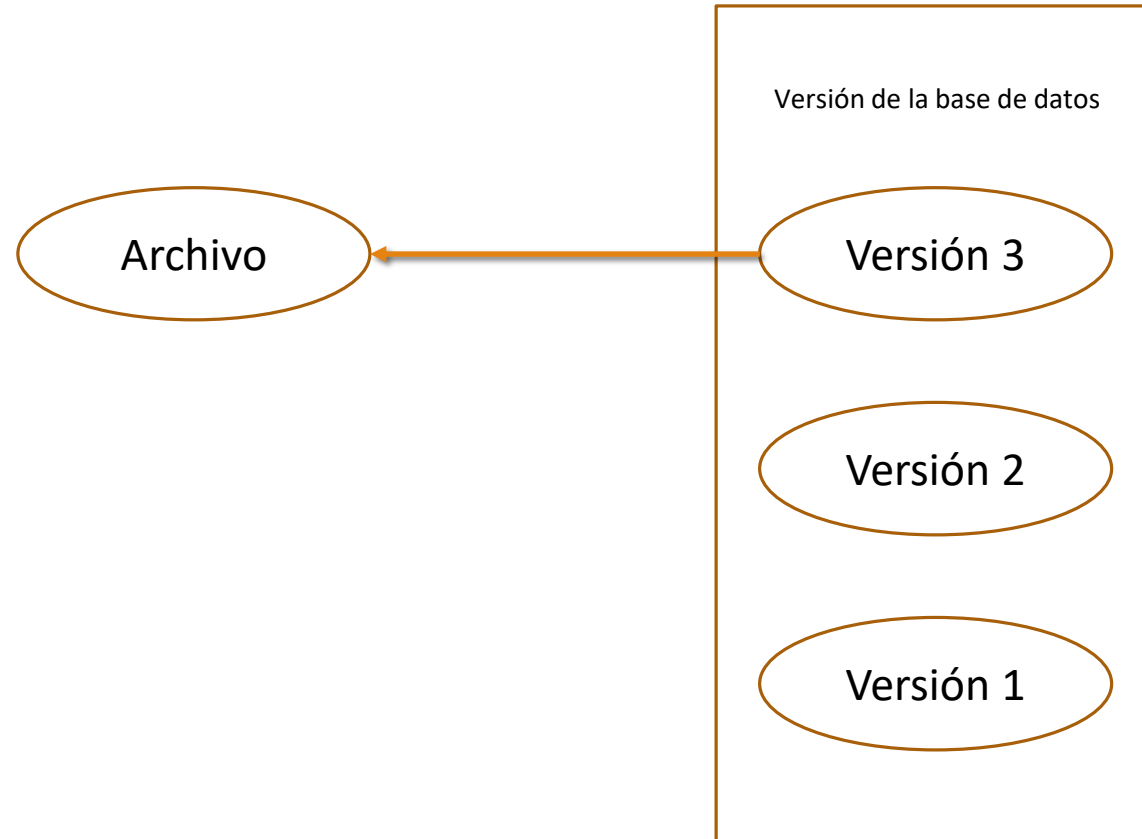 Versión de la base de datos
Archivo
Versión 3
Versión 2
Versión 1